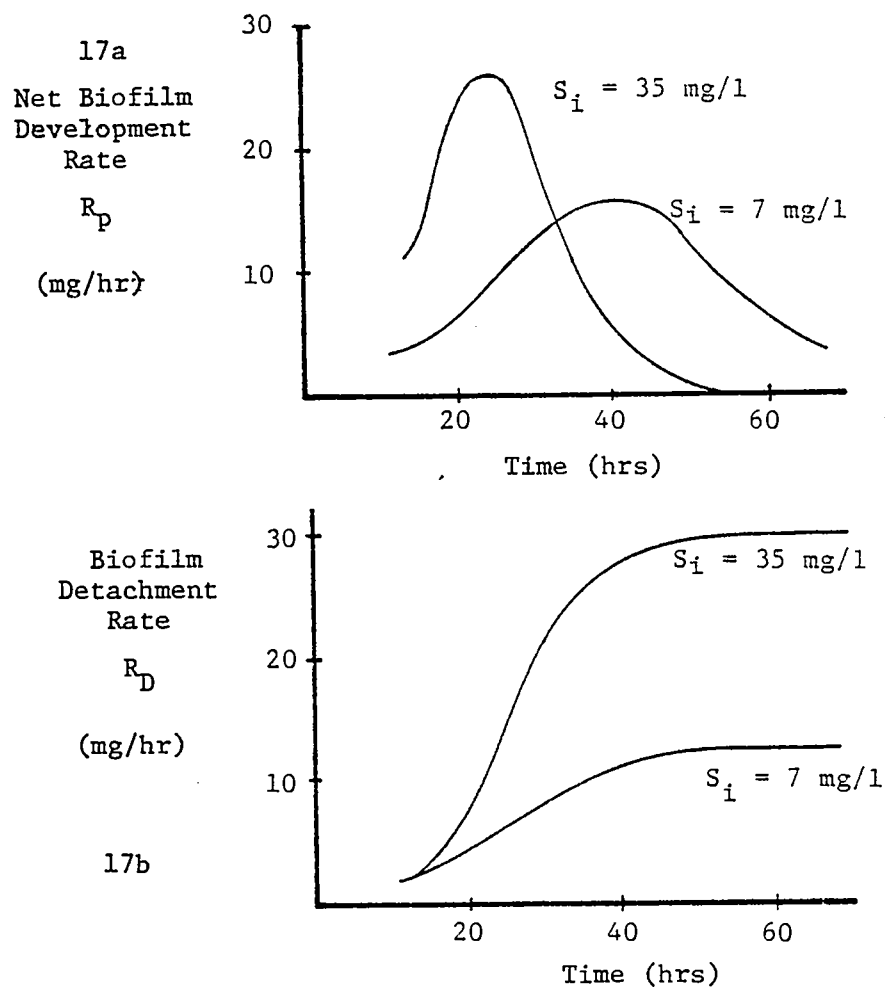 17a
Net Biofilm
Development
Rate
R_p
(mg/hr)
30
20
10
S_i = 35 mg/l
S_i = 7 mg/l
20
40
60
Time (hrs)
Biofilm
Detachment
Rate
R_D
(mg/hr)
17b
30
20
10
S_i = 35 mg/l
S_i = 7 mg/l
20
40
60
Time (hrs)